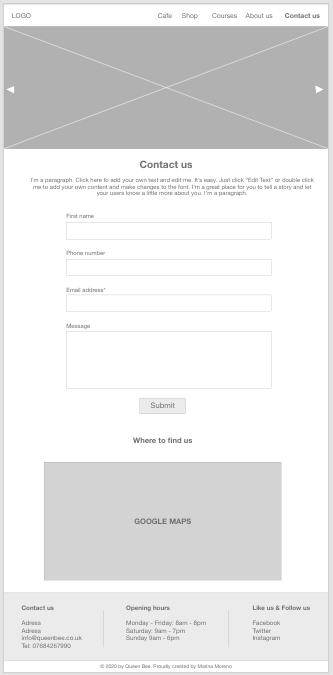 LOGO
Cafe Shop Courses About us Contact us
Contact us
I'm a paragraph. Click here to add your own text and edit me. It's easy. Just click "Edit Text" or double click
me to add your own content and make changes to the font. I'm a great place for you to tell a story and let
your users know a little more about you. I'm a paragraph.
First name
Phone number
Email address*
Message
Submit
Where to find us
GOOGLE MAPS
Contact us
Adress
Adress
info@queenbee.co.uk
Tel: 07684267990
Opening hours
Monday - Friday: 8am - 8pm
Saturday: 9am - 7pm
Sunday 9am - 6pm
Like us & Follow us
Facebook
Twitter
Instagram
© 2020 by Queen Bee. Proudly created by Marina Moreno